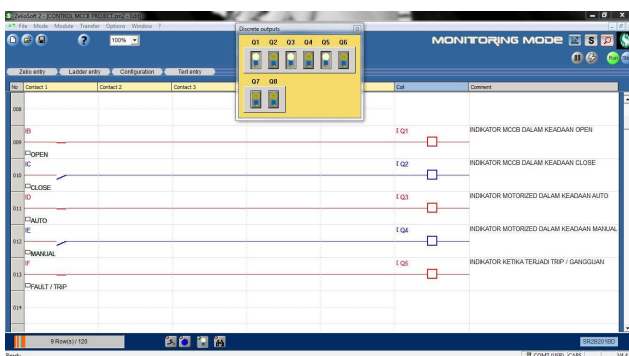 ZelioSoft 2 - [CONTROL MCCB PROJECT.zm2 : Edit]
File Mode Module Transfer Options Window ?
100%
MONITORING MODE
Run
Zelio entry Ladder entry Configuration Text entry
Discrete outputs
Q1 Q2 Q3 Q4 Q5 Q6
Q7 Q8
No Contact 1 Contact 2 Contact 3 Coil Comment
008
009 IB [ Q1 INDIKATOR MCCB DALAM KEADAAN OPEN
OPEN
010 IC [ Q2 INDIKATOR MCCB DALAM KEADAAN CLOSE
CLOSE
011 ID [ Q3 INDIKATOR MOTORIZED DALAM KEADAAN AUTO
AUTO
012 IE [ Q4 INDIKATOR MOTORIZED DALAM KEADAAN MANUAL
MANUAL
013 IF [ Q5 INDIKATOR KETIKA TERJADI TRIP / GANGGUAN
FAULT / TRIP
014
9 Row(s) / 120 SR2B201BD